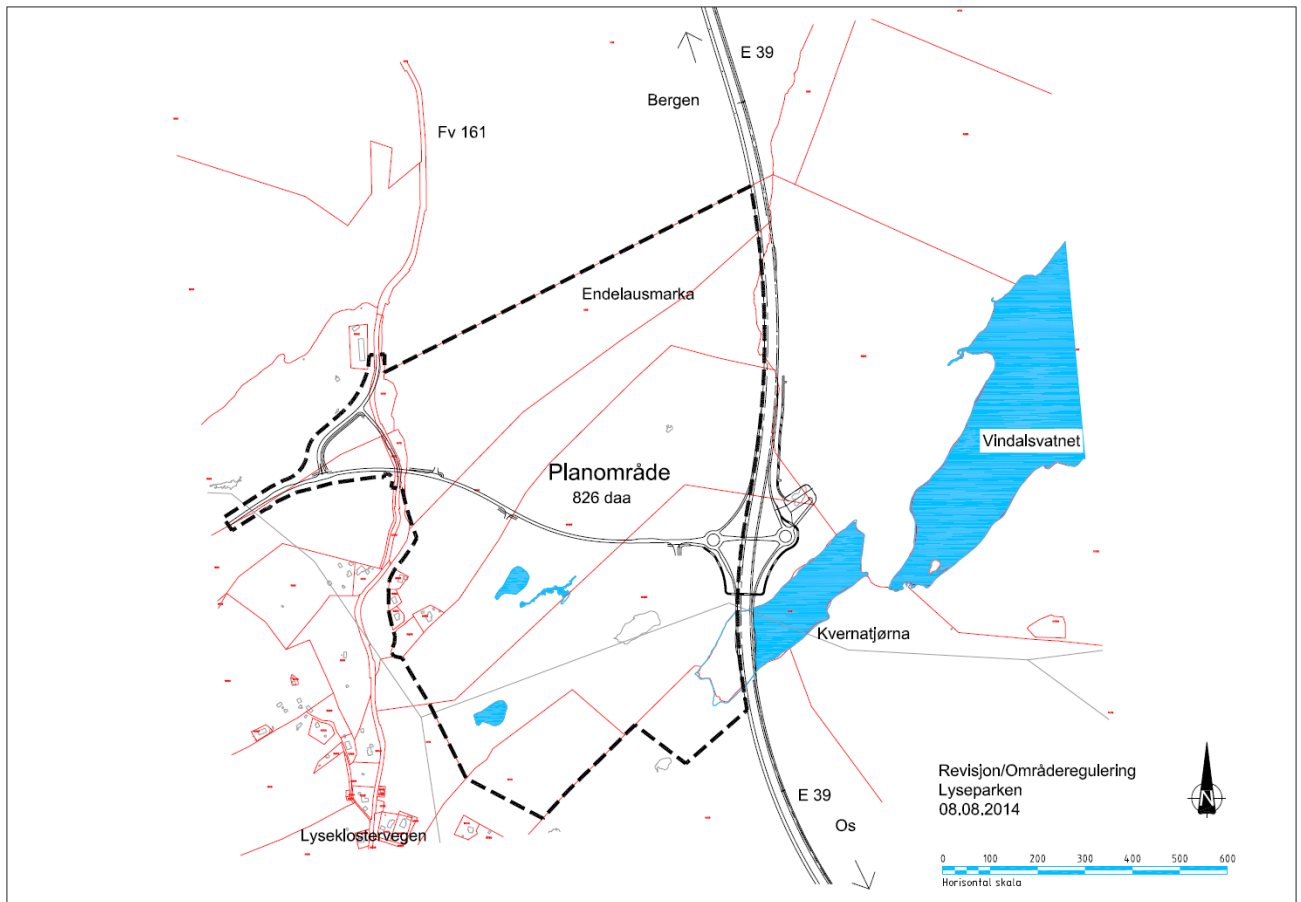 E 39
Bergen
Fv 161
Endelausmarka
Vindalsvatnet
Planområde
826 daa
Kvernatjørna
Revisjon/Områderegulering
Lyseparken
08.08.2014
N
E 39
Os
Lyseklostervegen
0 100 200 300 400 500 600
Horisontal skala